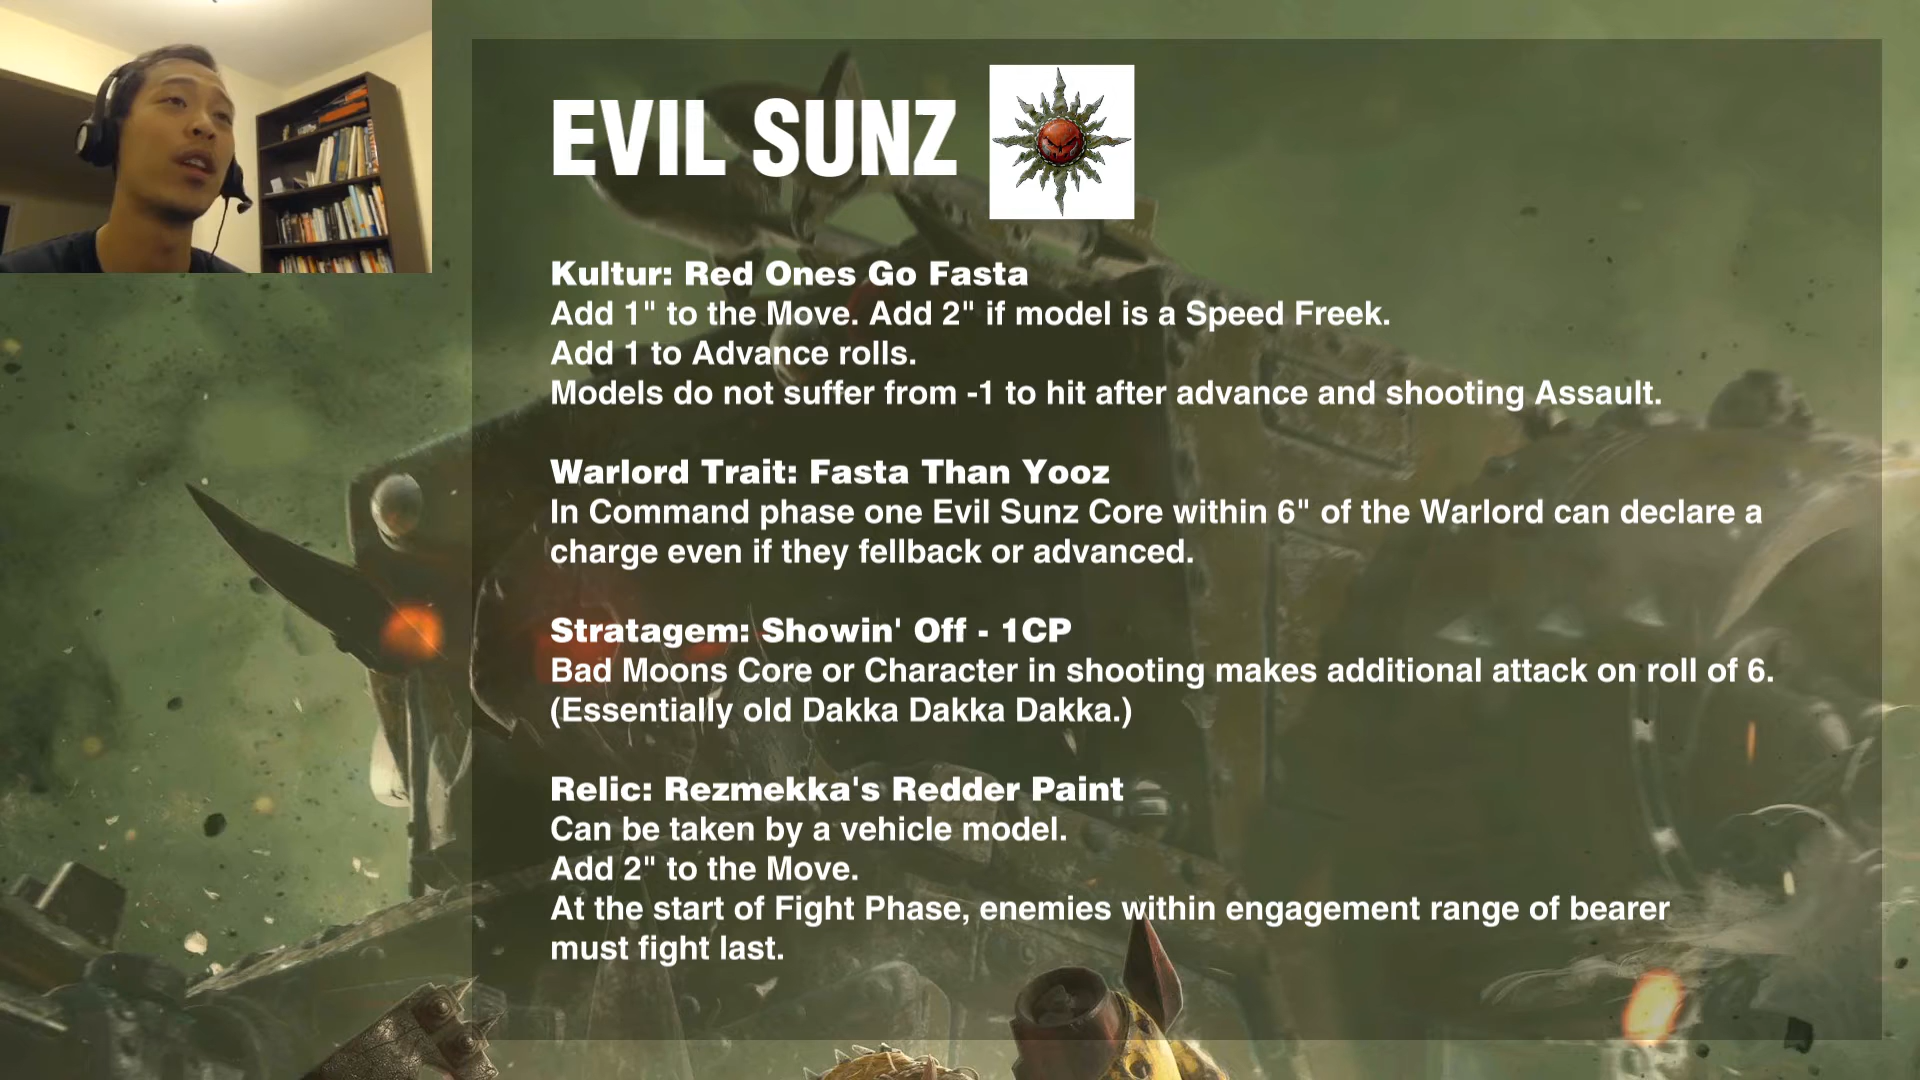 EVIL SUNZ
Kultur: Red Ones Go Fasta
Add 1" to the Move. Add 2" if model is a Speed Freek.
Add 1 to Advance rolls.
Models do not suffer from -1 to hit after advance and shooting Assault.
Warlord Trait: Fasta Than Yooz
In Command phase one Evil Sunz Core within 6" of the Warlord can declare a
charge even if they fellback or advanced.
Stratagem: Showin' Off - 1CP
Bad Moons Core or Character in shooting makes additional attack on roll of 6.
(Essentially old Dakka Dakka Dakka.)
Relic: Rezmekka's Redder Paint
Can be taken by a vehicle model.
Add 2" to the Move.
At the start of Fight Phase, enemies within engagement range of bearer
must fight last.